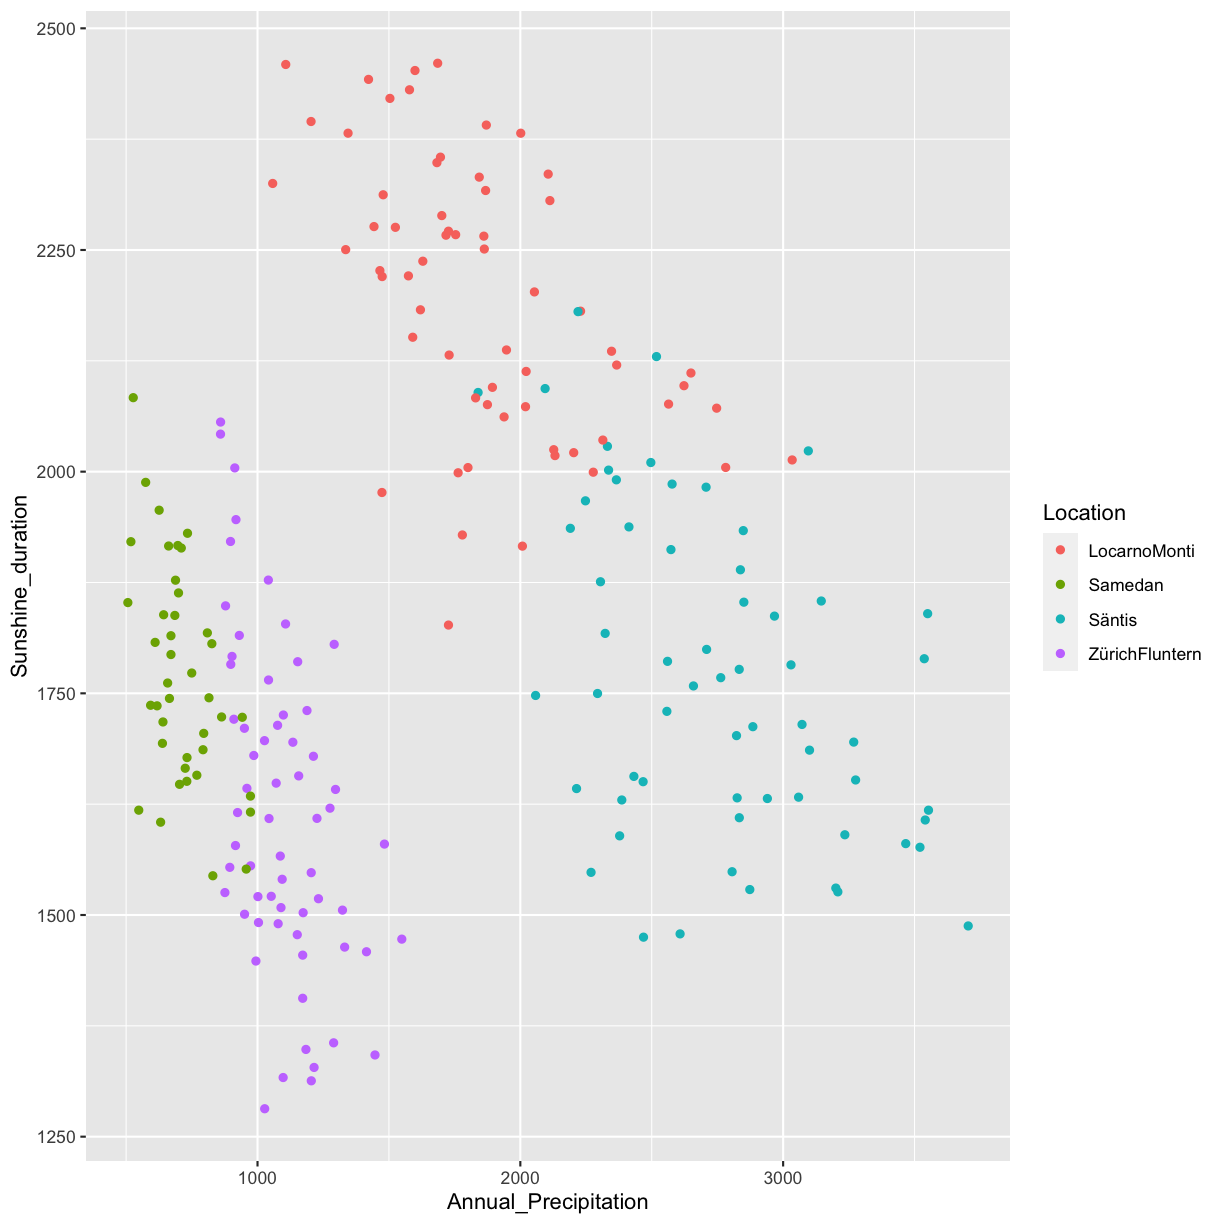 2500
2250
2000
1750
1500
1250
Sunshine_duration
1000
2000
3000
Annual_Precipitation
Location
LocarnoMonti
Samedan
Säntis
ZürichFluntern